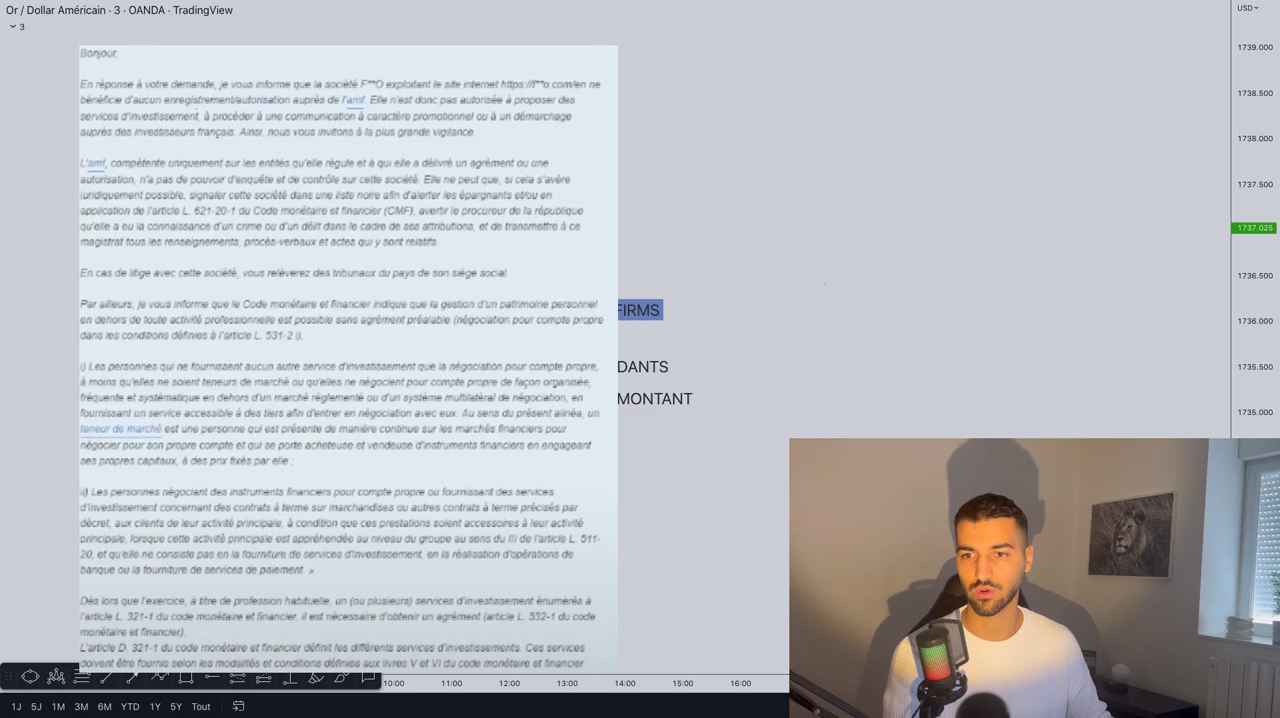 Or / Dollar Américain · 3 · OANDA · TradingView
USD
3
1739.000
1738.500
1738.000
1737.500
1737.025
1736.500
1736.000
1735.500
1735.000
Bonjour,
En réponse à votre demande, je vous informe que la société F**O exploitant le site internet https://f**o.com/en ne
bénéficie d'aucun enregistrement/autorisation auprès de l'amf. Elle n'est donc pas autorisée à proposer des
services d'investissement, à procéder à une communication à caractère promotionnel ou à un démarchage
auprès des investisseurs français. Ainsi, nous vous invitons à la plus grande vigilance.
L'amf, compétente uniquement sur les entités qu'elle régule et à qui elle a délivré un agrément ou une
autorisation, n'a pas de pouvoir d'enquête et de contrôle sur cette société. Elle ne peut que, si cela s'avère
juridiquement possible, signaler cette société dans une liste noire afin d'alerter les épargnants et/ou en
application de l'article L. 621-20-1 du Code monétaire et financier (CMF), avertir le procureur de la république
qu'elle a eu la connaissance d'un crime ou d'un délit dans le cadre de ses attributions, et de transmettre à ce
magistrat tous les renseignements, procès-verbaux et actes qui y sont relatifs.
En cas de litige avec cette société, vous relèverez des tribunaux du pays de son siège social.
Par ailleurs, je vous informe que le Code monétaire et financier indique que la gestion d'un patrimoine personnel
en dehors de toute activité professionnelle est possible sans agrément préalable (négociation pour compte propre
dans les conditions définies à l'article L. 531-2 i),
i) Les personnes qui ne fournissent aucun autre service d'investissement que la négociation pour compte propre,
à moins qu'elles ne soient teneurs de marché ou qu'elles ne négocient pour compte propre de façon organisée,
fréquente et systématique en dehors d'un marché réglementé ou d'un système multilatéral de négociation, en
fournissant un service accessible à des tiers afin d'entrer en négociation avec eux. Au sens du présent alinéa, un
teneur de marché est une personne qui est présente de manière continue sur les marchés financiers pour
négocier pour son propre compte et qui se porte acheteuse et vendeuse d'instruments financiers en engageant
ses propres capitaux, à des prix fixés par elle ;
ii) Les personnes négociant des instruments financiers pour compte propre ou fournissant des services
d'investissement concernant des contrats à terme sur marchandises ou autres contrats à terme précisés par
décret, aux clients de leur activité principale, à condition que ces prestations soient accessoires à leur activité
principale, lorsque cette activité principale est appréhendée au niveau du groupe au sens du III de l'article L. 511-
20, et qu'elle ne consiste pas en la fourniture de services d'investissement, en la réalisation d'opérations de
banque ou la fourniture de services de paiement. »
Dès lors que l'exercice, à titre de profession habituelle, un (ou plusieurs) services d'investissement énumérés à
l'article L. 321-1 du code monétaire et financier, il est nécessaire d'obtenir un agrément (article L. 532-1 du code
monétaire et financier).
L'article D. 321-1 du code monétaire et financier définit les différents services d'investissements. Ces services
doivent être fournis selon les modalités et conditions définies aux livres V et VI du code monétaire et financier.
FIRMS
DANTS
MONTANT
10:00
11:00
12:00
13:00
14:00
15:00
16:00
1J 5J 1M 3M 6M YTD 1Y 5Y Tout